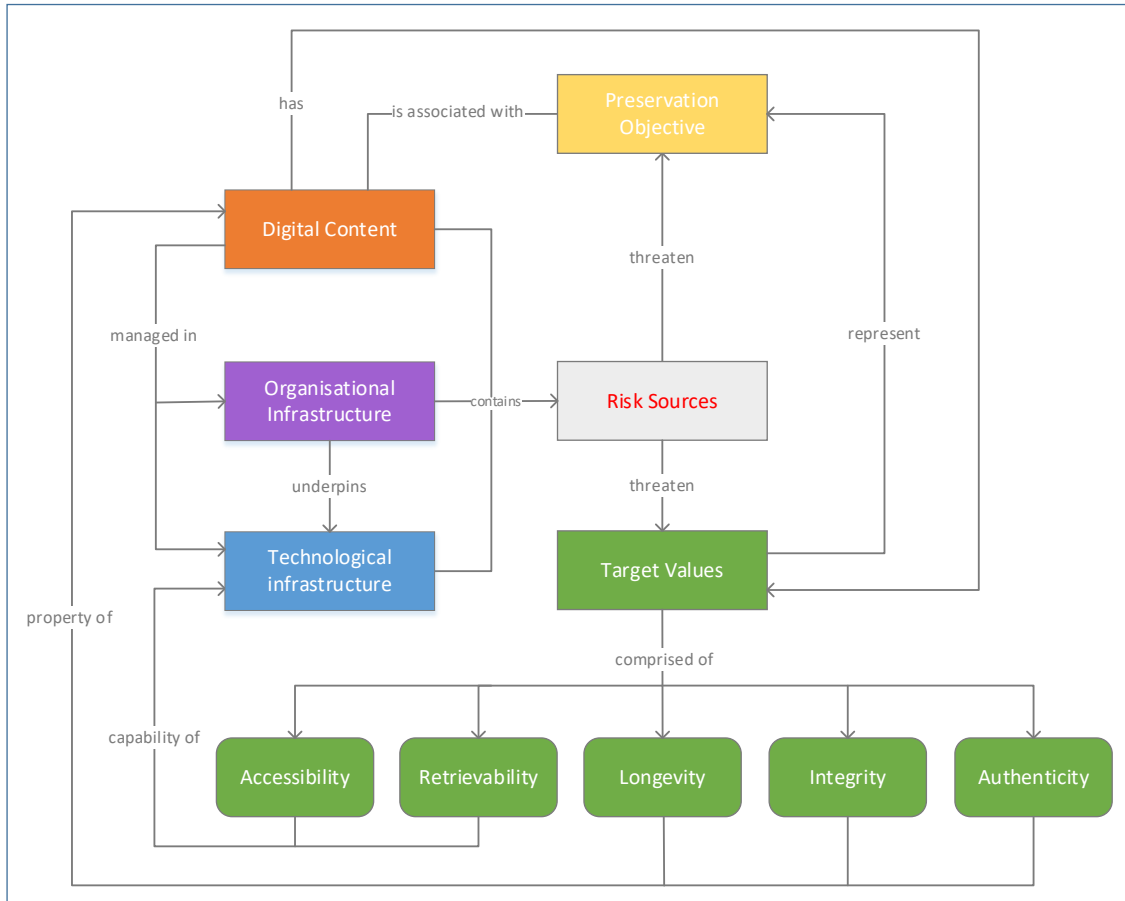 has
is associated with
Preservation
Objective
Digital Content
threaten
managed in
represent
Organisational
Infrastructure
contains
Risk Sources
underpins
threaten
Technological
infrastructure
Target Values
property of
comprised of
capability of
Accessibility
Retrievability
Longevity
Integrity
Authenticity